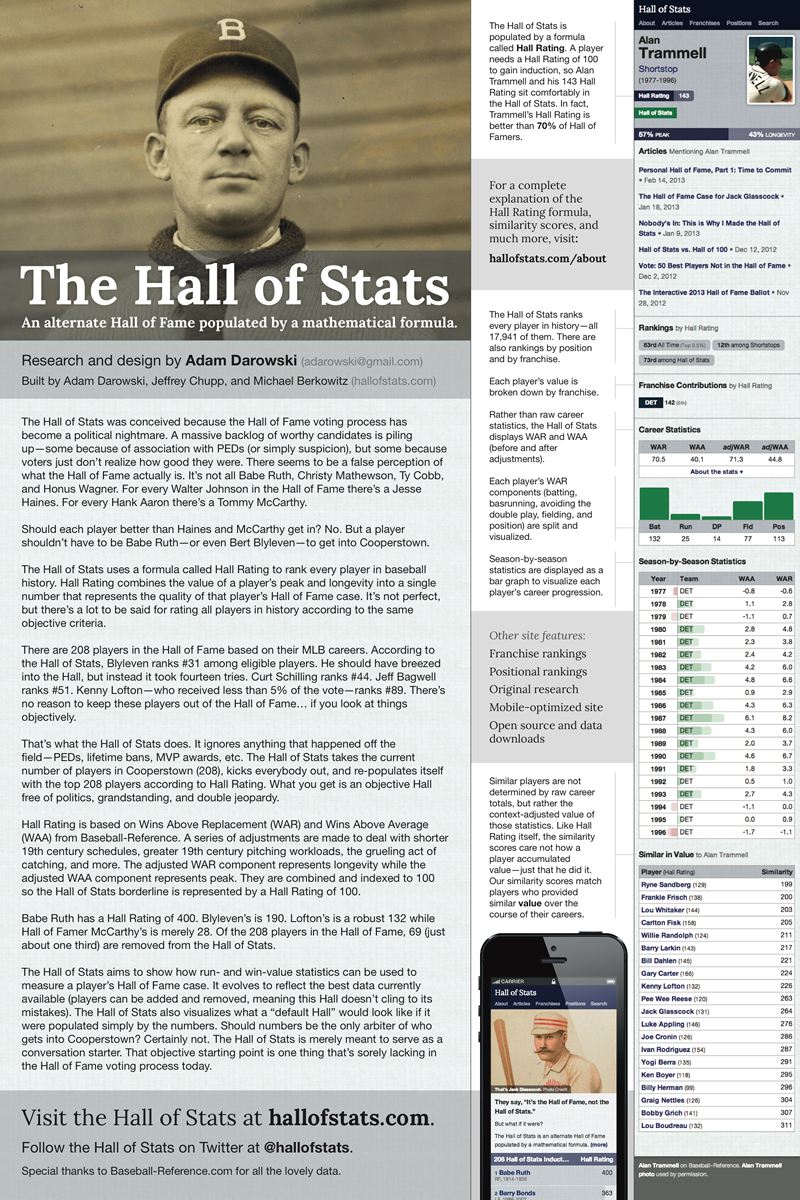 B
The Hall of Stats
An alternate Hall of Fame populated by a mathematical formula.
Research and design by Adam Darowski (adarowski@gmail.com)
Built by Adam Darowski, Jeffrey Chupp, and Michael Berkowitz (hallofstats.com)
The Hall of Stats was conceived because the Hall of Fame voting process has
become a political nightmare. A massive backlog of worthy candidates is piling
up—some because of association with PEDs (or simply suspicion), but some because
voters just don't realize how good they were. There seems to be a false perception of
what the Hall of Fame actually is. It's not all Babe Ruth, Christy Mathewson, Ty Cobb,
and Honus Wagner. For every Walter Johnson in the Hall of Fame there's a Jesse
Haines. For every Hank Aaron there's a Tommy McCarthy.
Should each player better than Haines and McCarthy get in? No. But a player
shouldn't have to be Babe Ruth—or even Bert Blyleven—to get into Cooperstown.
The Hall of Stats uses a formula called Hall Rating to rank every player in baseball
history. Hall Rating combines the value of a player's peak and longevity into a single
number that represents the quality of that player's Hall of Fame case. It's not perfect,
but there's a lot to be said for rating all players in history according to the same
objective criteria.
There are 208 players in the Hall of Fame based on their MLB careers. According to
the Hall of Stats, Blyleven ranks #31 among eligible players. He should have breezed
into the Hall, but instead it took fourteen tries. Curt Schilling ranks #44. Jeff Bagwell
ranks #51. Kenny Lofton—who received less than 5% of the vote—ranks #89. There's
no reason to keep these players out of the Hall of Fame… if you look at things
objectively.
That's what the Hall of Stats does. It ignores anything that happened off the
field—PEDs, lifetime bans, MVP awards, etc. The Hall of Stats takes the current
number of players in Cooperstown (208), kicks everybody out, and re-populates itself
with the top 208 players according to Hall Rating. What you get is an objective Hall
free of politics, grandstanding, and double jeopardy.
Hall Rating is based on Wins Above Replacement (WAR) and Wins Above Average
(WAA) from Baseball-Reference. A series of adjustments are made to deal with shorter
19th century schedules, greater 19th century pitching workloads, the grueling act of
catching, and more. The adjusted WAR component represents longevity while the
adjusted WAA component represents peak. They are combined and indexed to 100
so the Hall of Stats borderline is represented by a Hall Rating of 100.
Babe Ruth has a Hall Rating of 400. Blyleven's is 190. Lofton's is a robust 132 while
Hall of Famer McCarthy's is merely 28. Of the 208 players in the Hall of Fame, 69 (just
about one third) are removed from the Hall of Stats.
The Hall of Stats aims to show how run- and win-value statistics can be used to
measure a player's Hall of Fame case. It evolves to reflect the best data currently
available (players can be added and removed, meaning this Hall doesn't cling to its
mistakes). The Hall of Stats also visualizes what a "default Hall" would look like if it
were populated simply by the numbers. Should numbers be the only arbiter of who
gets into Cooperstown? Certainly not. The Hall of Stats is merely meant to serve as a
conversation starter. That objective starting point is one thing that's sorely lacking in
the Hall of Fame voting process today.
Visit the Hall of Stats at hallofstats.com.
Follow the Hall of Stats on Twitter at @hallofstats.
Special thanks to Baseball-Reference.com for all the lovely data.
The Hall of Stats is
populated by a formula
called Hall Rating. A player
needs a Hall Rating of 100
to gain induction, so Alan
Trammell and his 143 Hall
Rating sit comfortably in
the Hall of Stats. In fact,
Trammell's Hall Rating is
better than 70% of Hall of
Famers.
For a complete
explanation of the
Hall Rating formula,
similarity scores, and
much more, visit:
hallofstats.com/about
The Hall of Stats ranks
every player in history—all
17,941 of them. There are
also rankings by position
and by franchise.
Each player's value is
broken down by franchise.
Rather than raw career
statistics, the Hall of Stats
displays WAR and WAA
(before and after
adjustments).
Each player's WAR
components (batting,
basrunning, avoiding the
double play, fielding, and
position) are split and
visualized.
Season-by-season
statistics are displayed as a
bar graph to visualize each
player's career progression.
Other site features:
Franchise rankings
Positional rankings
Original research
Mobile-optimized site
Open source and data
downloads
Similar players are not
determined by raw career
totals, but rather the
context-adjusted value of
those statistics. Like Hall
Rating itself, the similarity
scores care not how a
player accumulated
value—just that he did it.
Our similarity scores match
players who provided
similar value over the
course of their careers.
CARRIER
Hall of Stats
About Articles Franchises Positions Search
That's Jack Glasscock. Photo Credit
They say, "It's the Hall of Fame, not the
Hall of Stats."
But what if it were?
The Hall of Stats is an alternate Hall of Fame
populated by a mathematical formula. (more)
208 Hall of Stats Induct… Hall Rating
1 Babe Ruth 400
RF, 1914-1935
2 Barry Bonds 363
Hall of Stats
About Articles Franchises Positions Search
Alan
Trammell
Shortstop
(1977-1996)
Hall Rating 143
Hall of Stats
57% PEAK 43% LONGEVITY
Articles Mentioning Alan Trammell
Personal Hall of Fame, Part 1: Time to Commit
• Feb 14, 2013
The Hall of Fame Case for Jack Glasscock •
Jan 18, 2013
Nobody's In: This is Why I Made the Hall of
Stats • Jan 9, 2013
Hall of Stats vs. Hall of 100 • Dec 12, 2012
Vote: 50 Best Players Not in the Hall of Fame •
Dec 2, 2012
The Interactive 2013 Hall of Fame Ballot • Nov
28, 2012
Rankings by Hall Rating
83rd All Time (Top 0.5%) 12th among Shortstops
73rd among Hall of Stats
Franchise Contributions by Hall Rating
DET 142 (6th)
Career Statistics
WAR WAA adjWAR adjWAA
70.5 40.1 71.3 44.8
About the stats ▾
Bat Run DP Fld Pos
132 25 14 77 113
Season-by-Season Statistics
Year Team WAA WAR
1977 DET -0.8 -0.6
1978 DET 1.1 2.8
1979 DET -1.1 0.7
1980 DET 2.8 4.8
1981 DET 2.3 3.8
1982 DET 2.4 4.2
1983 DET 4.2 6.0
1984 DET 4.8 6.6
1985 DET 0.9 2.9
1986 DET 4.3 6.3
1987 DET 6.1 8.2
1988 DET 4.3 6.0
1989 DET 2.0 3.7
1990 DET 4.6 6.7
1991 DET 1.8 3.3
1992 DET 0.5 1.0
1993 DET 2.7 4.3
1994 DET -1.1 0.0
1995 DET 0.0 0.9
1996 DET -1.7 -1.1
Similar in Value to Alan Trammell
Player (Hall Rating) Similarity
Ryne Sandberg (129) 199
Frankie Frisch (138) 200
Lou Whitaker (144) 203
Carlton Fisk (158) 205
Willie Randolph (124) 211
Barry Larkin (143) 217
Bill Dahlen (145) 221
Gary Carter (166) 224
Kenny Lofton (132) 226
Pee Wee Reese (120) 263
Jack Glasscock (131) 264
Luke Appling (146) 276
Joe Cronin (126) 286
Ivan Rodriguez (154) 287
Yogi Berra (135) 291
Ken Boyer (118) 295
Billy Herman (99) 296
Graig Nettles (126) 304
Bobby Grich (141) 307
Lou Boudreau (132) 311
Alan Trammell on Baseball-Reference. Alan Trammell
photo used by permission.